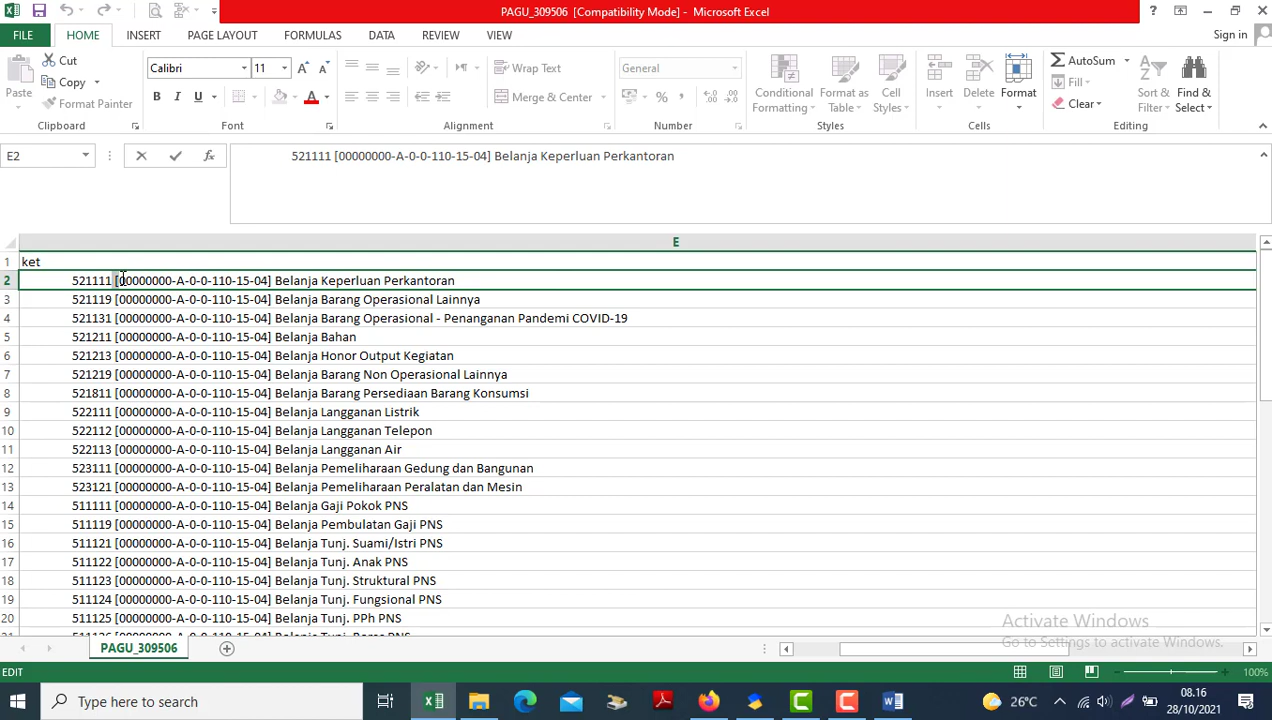 PAGU_309506 [Compatibility Mode] - Microsoft Excel
FILE HOME INSERT PAGE LAYOUT FORMULAS DATA REVIEW VIEW Sign in
Cut
Copy
Format Painter
Paste
Clipboard
Calibri 11
B I U
Font
Wrap Text
Merge & Center
Alignment
General
Number
Conditional Formatting
Format as Table
Cell Styles
Styles
Insert Delete Format
Cells
AutoSum
Fill
Clear
Sort & Filter
Find & Select
Editing
E2 fx 521111 [00000000-A-0-0-110-15-04] Belanja Keperluan Perkantoran
E
1 ket
2 521111 [00000000-A-0-0-110-15-04] Belanja Keperluan Perkantoran
3 521119 [00000000-A-0-0-110-15-04] Belanja Barang Operasional Lainnya
4 521131 [00000000-A-0-0-110-15-04] Belanja Barang Operasional - Penanganan Pandemi COVID-19
5 521211 [00000000-A-0-0-110-15-04] Belanja Bahan
6 521213 [00000000-A-0-0-110-15-04] Belanja Honor Output Kegiatan
7 521219 [00000000-A-0-0-110-15-04] Belanja Barang Non Operasional Lainnya
8 521811 [00000000-A-0-0-110-15-04] Belanja Barang Persediaan Barang Konsumsi
9 522111 [00000000-A-0-0-110-15-04] Belanja Langganan Listrik
10 522112 [00000000-A-0-0-110-15-04] Belanja Langganan Telepon
11 522113 [00000000-A-0-0-110-15-04] Belanja Langganan Air
12 523111 [00000000-A-0-0-110-15-04] Belanja Pemeliharaan Gedung dan Bangunan
13 523121 [00000000-A-0-0-110-15-04] Belanja Pemeliharaan Peralatan dan Mesin
14 511111 [00000000-A-0-0-110-15-04] Belanja Gaji Pokok PNS
15 511119 [00000000-A-0-0-110-15-04] Belanja Pembulatan Gaji PNS
16 511121 [00000000-A-0-0-110-15-04] Belanja Tunj. Suami/Istri PNS
17 511122 [00000000-A-0-0-110-15-04] Belanja Tunj. Anak PNS
18 511123 [00000000-A-0-0-110-15-04] Belanja Tunj. Struktural PNS
19 511124 [00000000-A-0-0-110-15-04] Belanja Tunj. Fungsional PNS
20 511125 [00000000-A-0-0-110-15-04] Belanja Tunj. PPh PNS
21 511126 [00000000-A-0-0-110-15-04] Belanja Tunj. Beras PNS
Activate Windows
Go to Settings to activate Windows.
PAGU_309506
EDIT 100%
Type here to search
26°C
08.16
28/10/2021